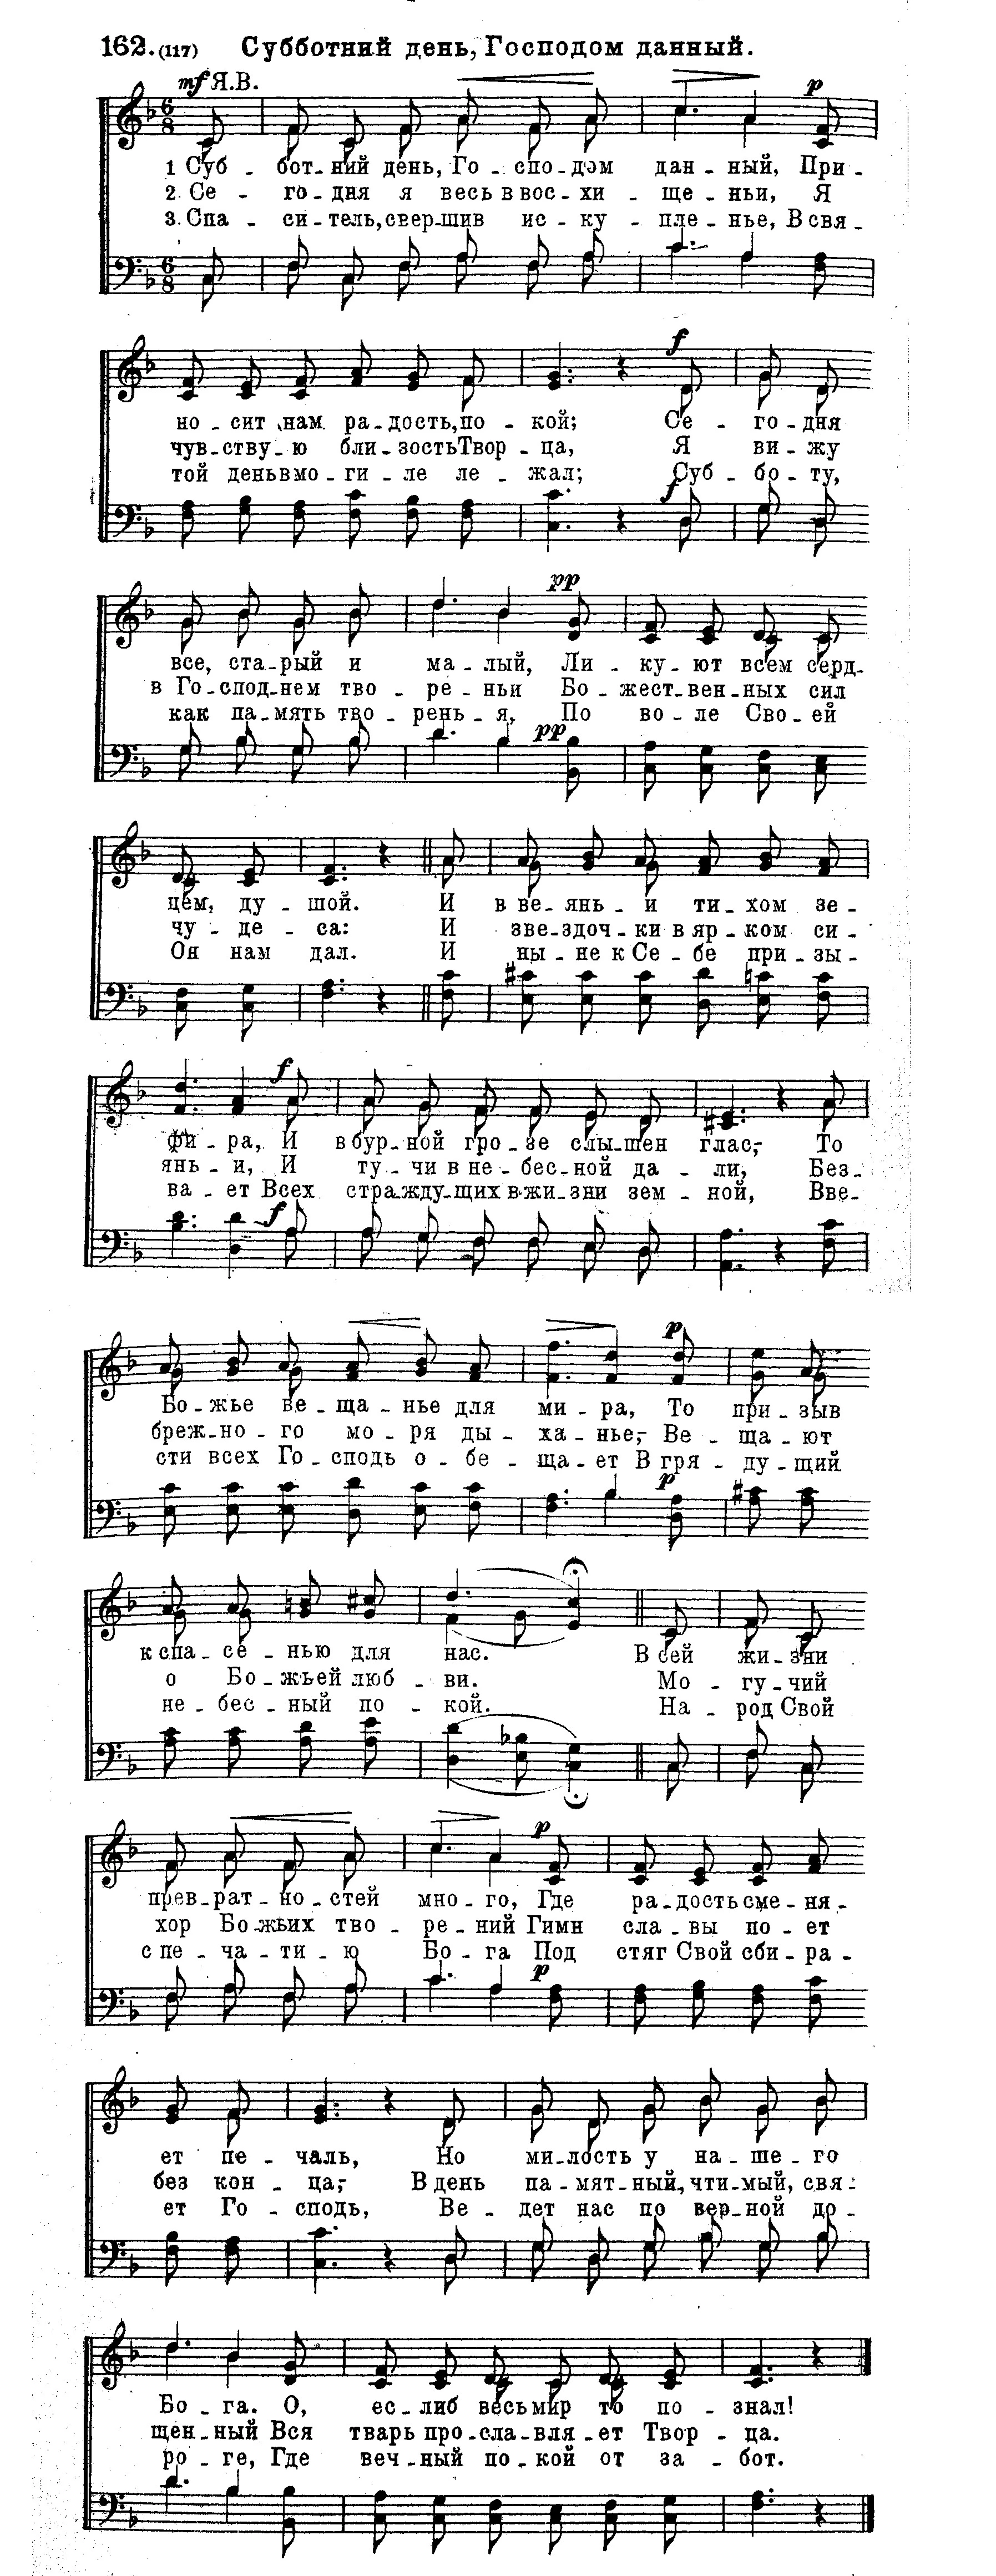 162.(117) Субботний день, Господом данный.
mf Я.В. p
1 Суб - бот-ний день, Го - спо-дом дан - ный, При -
2. Се - го-дня я весь в вос-хи - ще - ньи, Я
3. Спа - си-тель, свер-шив ис - ку - пле - нье, В свя -
f
но - сит нам ра-дость, по - кой; Се - го-дня
чув-ству-ю бли-зость Твор - ца, Я ви-жу
той день в мо-ги - ле ле - жал; Суб - бо-ту,
f
pp
все, ста-рый и ма-лый, Ли - ку-ют всем серд-
в Го-спод-нем тво - ре - ньи Бо - жест-вен-ных сил
как па-мять тво - рень - я, По во - ле Сво-ей
pp
цем, ду - шой. И в ве-янь - и ти - хом зе -
чу - де - са: И зве-здоч-ки в яр-ком си -
Он нам дал. И ны - не к Се - бе при - зы -
f
фи - ра, И в бур-ной гро - зе слы-шен глас,- То
янь - и, И ту - чи в не-бес-ной да - ли, Без-
ва - ет Всех стра-жду-щих в жи-зни зем - ной, Вве-
f
p
Бо-жье ве - ща - нье для ми - ра, То при - зыв
бреж-но - го мо - ря ды - ха - нье,- Ве - ща - ют
сти всех Го-сподь о - бе - ща - ет В гря - ду - щий
p
к спа - се - нью для нас. В сей жи - зни
о Бо-жьей люб - ви. Мо - гу - чий
не - бес - ный по - кой. На - род Свой
p
прев-рат-но-стей мно - го, Где ра-дость сме-ня-
хор Бо-жьих тво - ре - ний Гимн сла - вы по - ет
с пе - ча - ти - ю Бо - га Под стяг Свой сби - ра -
p
ет пе - чаль, Но ми-лость у на-ше - го
без кон - ца,- В день па-мят-ный, чти-мый, свя -
ет Го - сподь, Ве - дет нас по вер-ной до -
Бо - га. О, ес-либ весь мир то по - знал!
щен-ный Вся тварь про-сла-вля-ет Твор - ца.
ро - ге, Где веч-ный по-кой от за - бот.